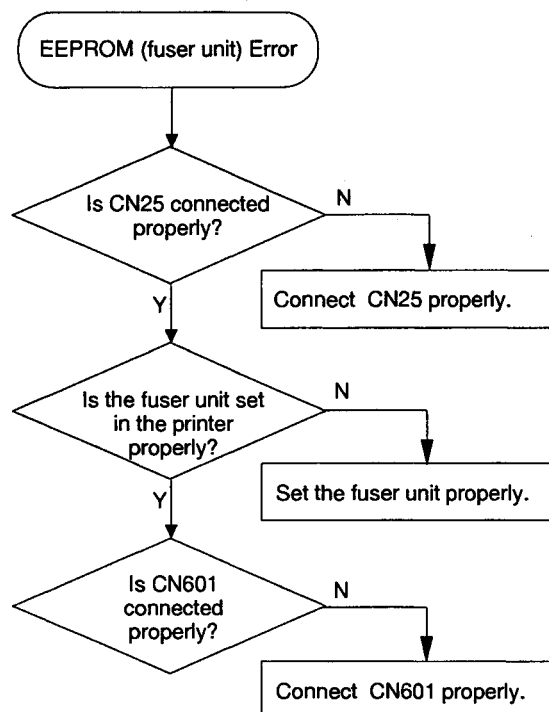 EEPROM (fuser unit) Error
Is CN25 connected
properly?
N
Connect CN25 properly.
Y
Is the fuser unit set
in the printer
properly?
N
Set the fuser unit properly.
Y
Is CN601
connected
properly?
N
Connect CN601 properly.